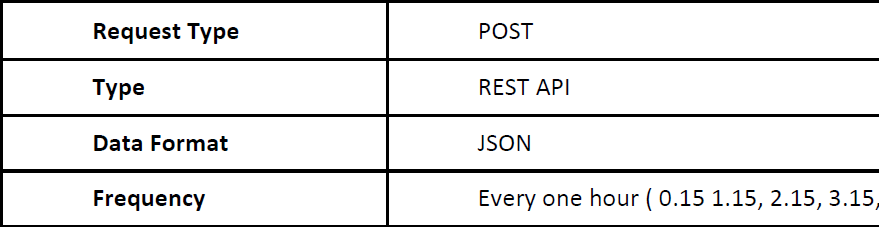 Request Type POST
Type REST API
Data Format JSON
Frequency Every one hour ( 0.15 1.15, 2.15, 3.15,